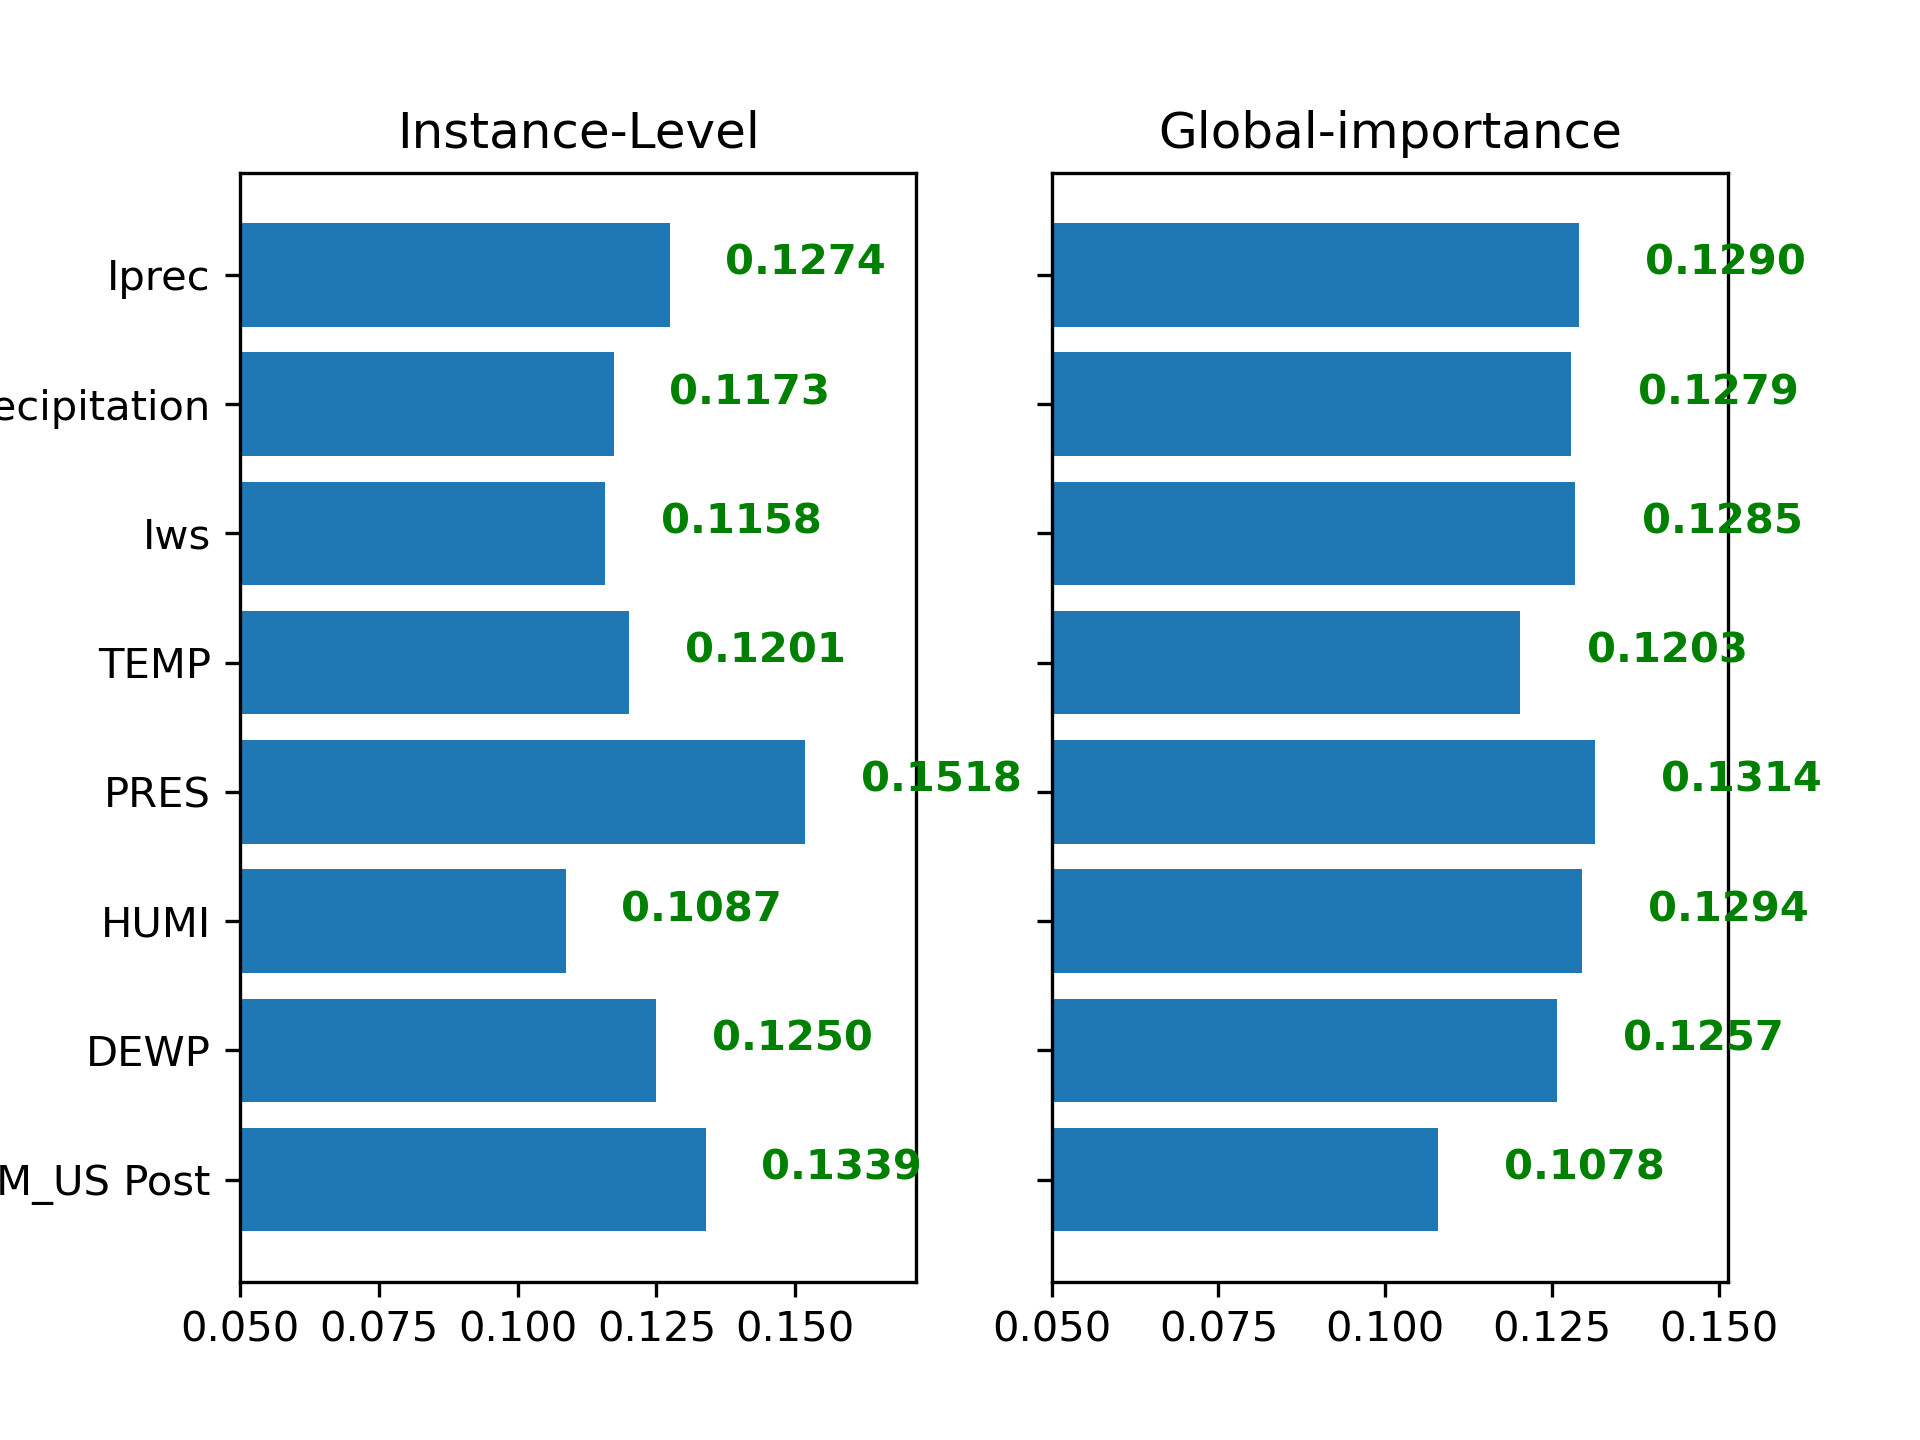 Instance-Level
Iprec
ecipitation
Iws
TEMP
PRES
HUMI
DEWP
M_US Post
0.1274
0.1173
0.1158
0.1201
0.1518
0.1087
0.1250
0.1339
0.050 0.075 0.100 0.125 0.150
Global-importance
0.1290
0.1279
0.1285
0.1203
0.1314
0.1294
0.1257
0.1078
0.050 0.075 0.100 0.125 0.150